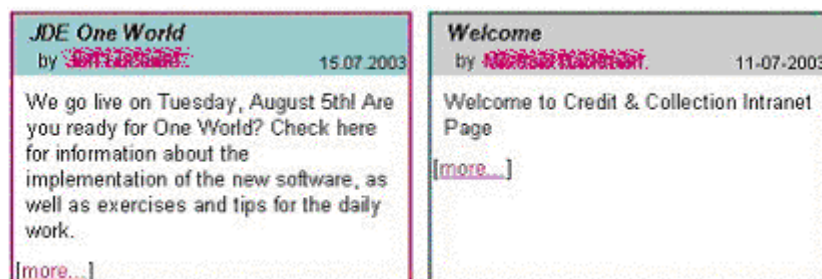 JDE One World
by
15.07.2003
We go live on Tuesday, August 5th! Are
you ready for One World? Check here
for information about the
implementation of the new software, as
well as exercises and tips for the daily
work.
[more...]
Welcome
by
11-07-2003
Welcome to Credit & Collection Intranet
Page
[more...]